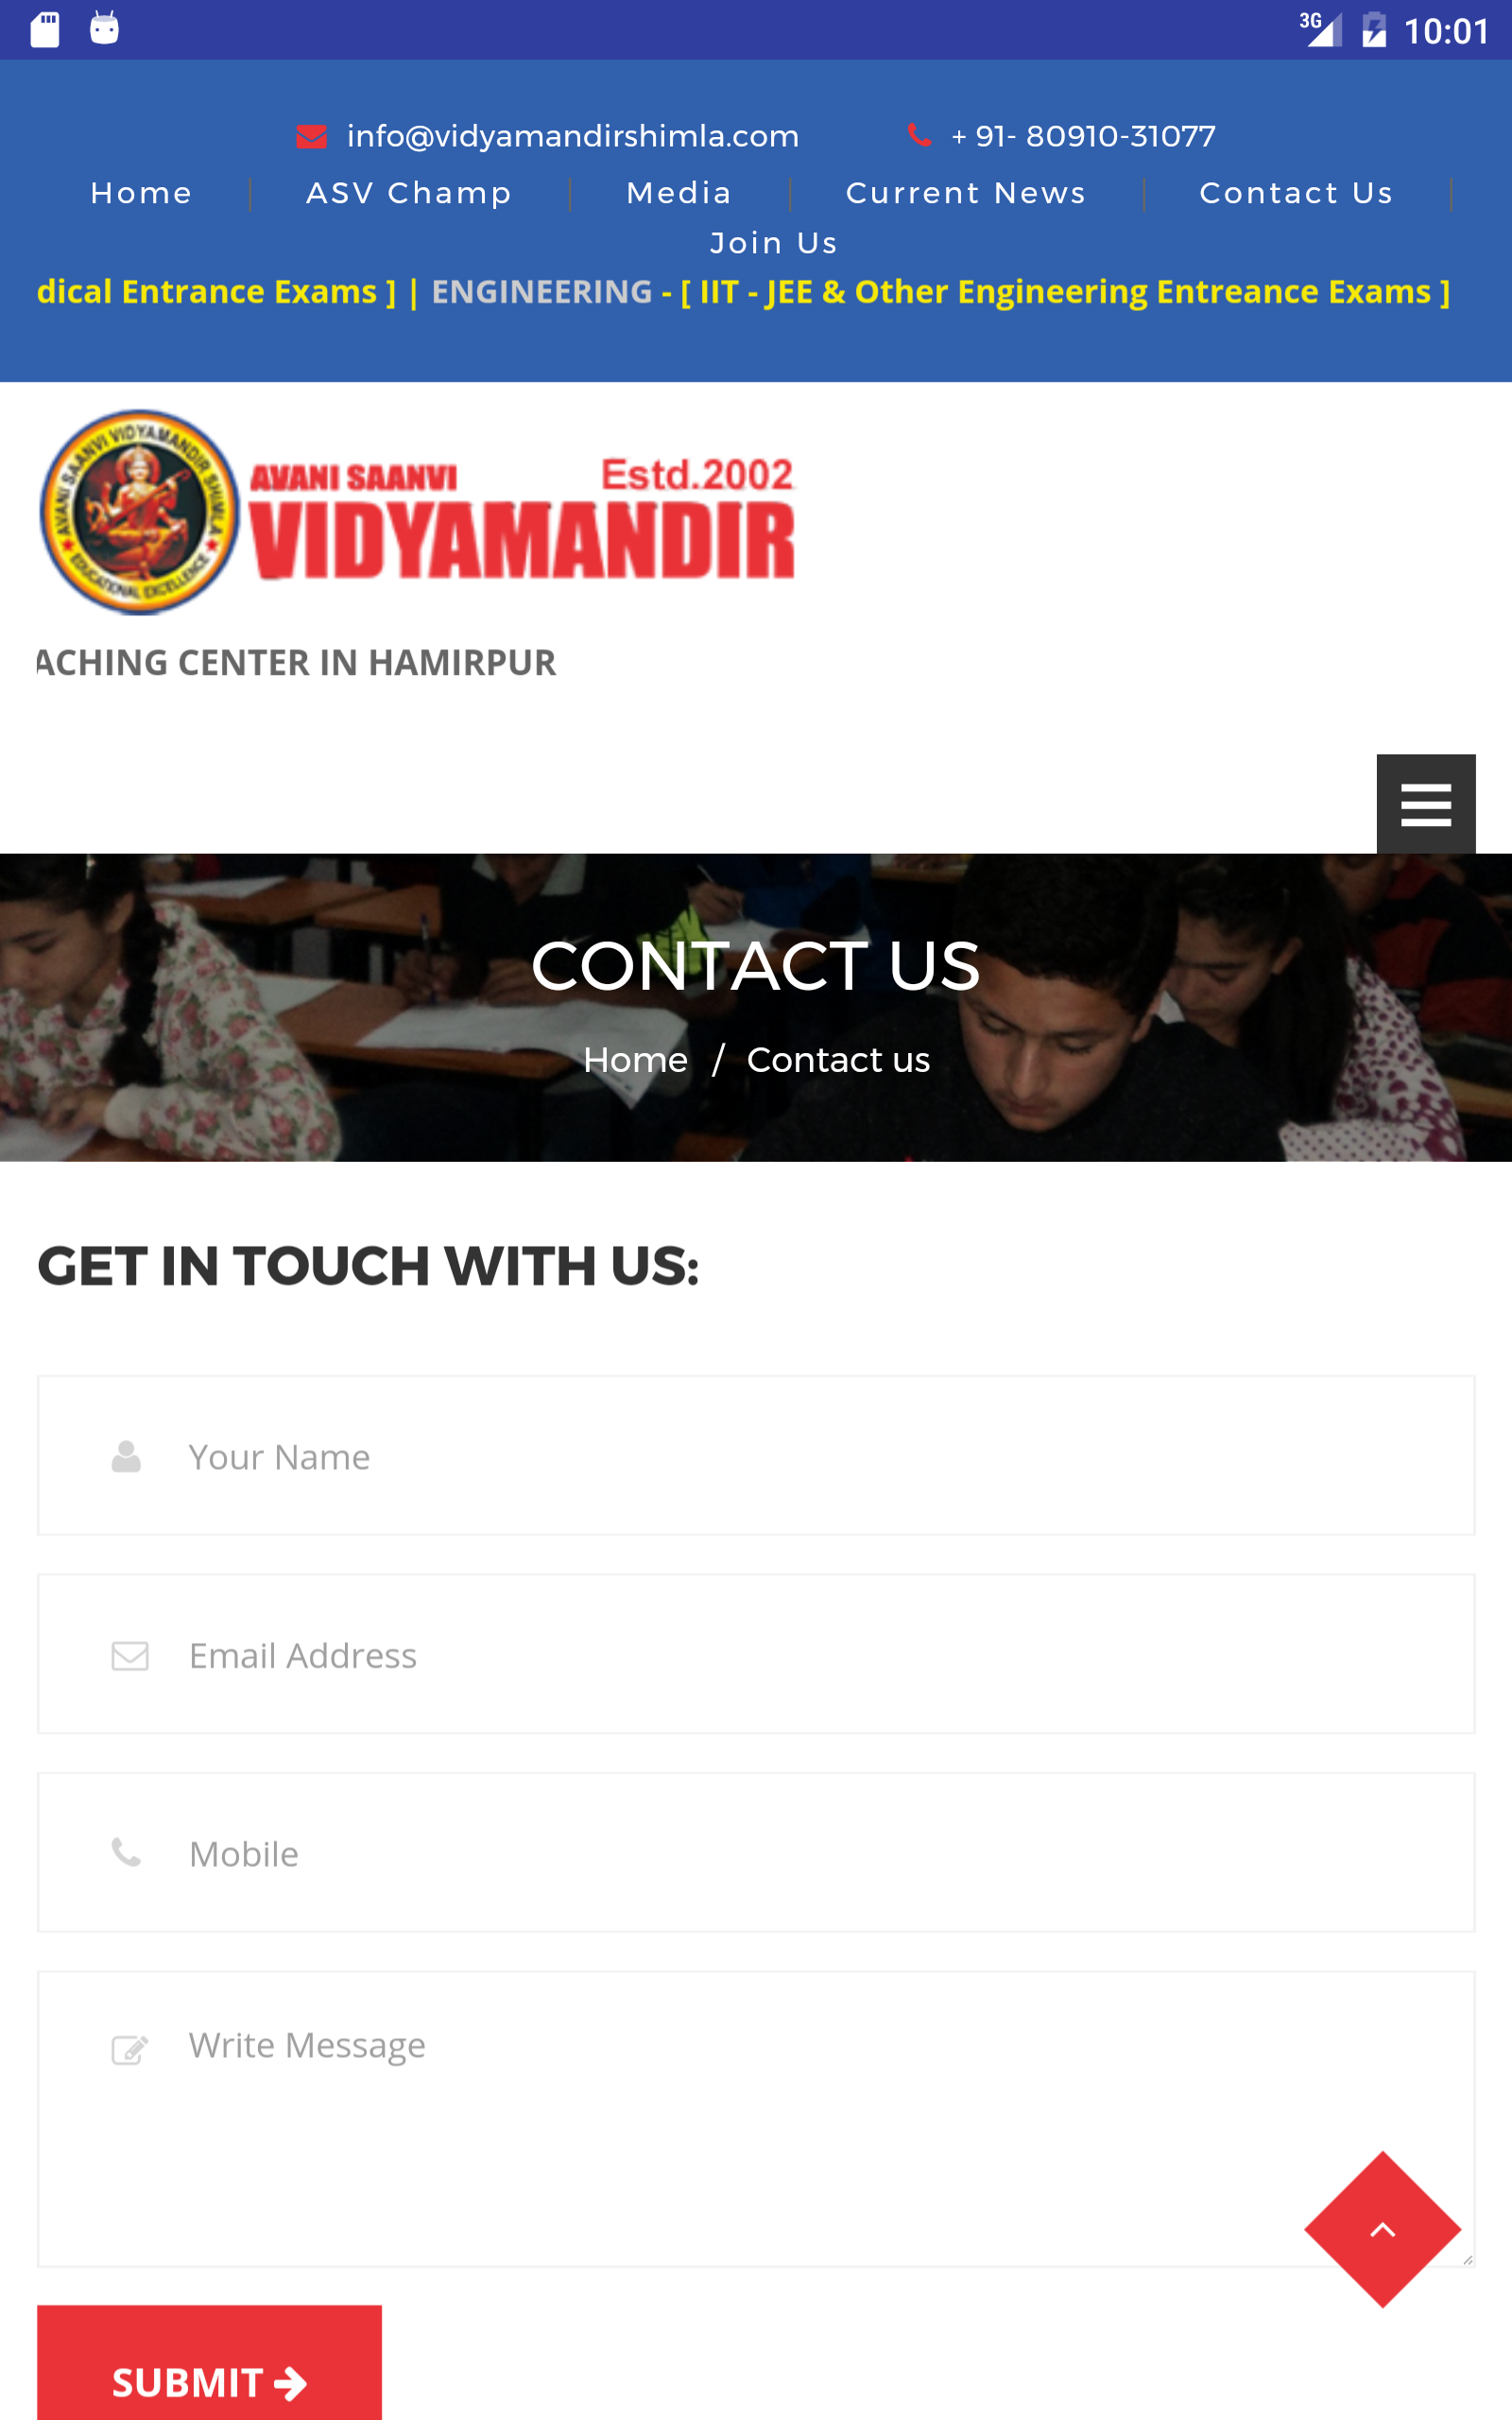 3G 10:01
info@vidyamandirshimla.com + 91- 80910-31077
Home ASV Champ Media Current News Contact Us
Join Us
dical Entrance Exams ] | ENGINEERING - [ IIT - JEE & Other Engineering Entreance Exams ]
AVANI SAANVI VIDYAMANDIR SHIMLA
EDUCATIONAL EXCELLENCE
AVANI SAANVI Estd.2002
VIDYAMANDIR
ACHING CENTER IN HAMIRPUR
CONTACT US
Home / Contact us
GET IN TOUCH WITH US:
Your Name
Email Address
Mobile
Write Message
SUBMIT